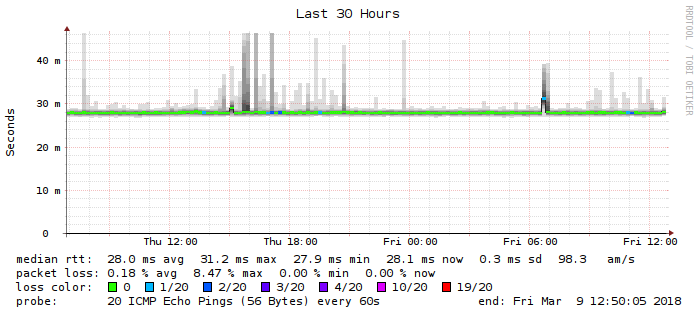 Last 30 Hours
RRDTOOL / TOBI OETIKER
Seconds
40 m
30 m
20 m
10 m
0
Thu 12:00 Thu 18:00 Fri 00:00 Fri 06:00 Fri 12:00
median rtt: 28.0 ms avg 31.2 ms max 27.9 ms min 28.1 ms now 0.3 ms sd 98.3 am/s
packet loss: 0.18 % avg 8.47 % max 0.00 % min 0.00 % now
loss color: 0 1/20 2/20 3/20 4/20 10/20 19/20
probe: 20 ICMP Echo Pings (56 Bytes) every 60s end: Fri Mar 9 12:50:05 2018